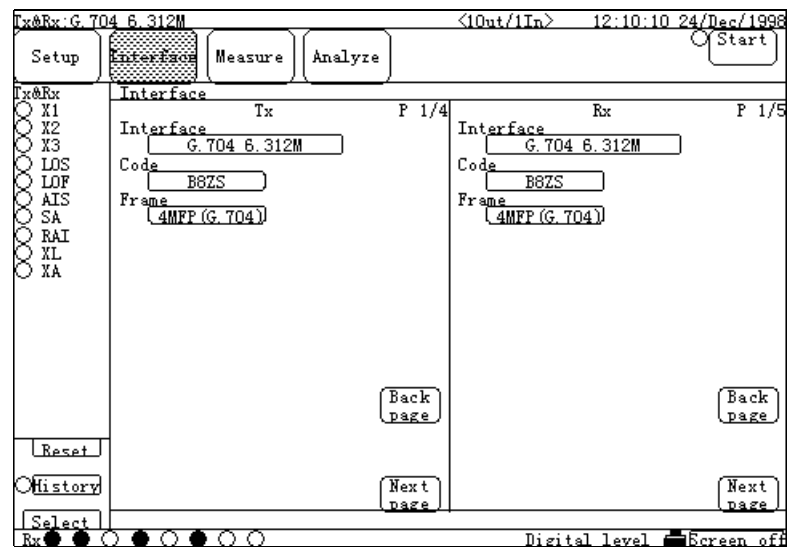 Tx&Rx:G.704 6.312M <1Out/1In> 12:10:10 24/Dec/1998
Setup Interface Measure Analyze Start
Tx&Rx
X1
X2
X3
LOS
LOF
AIS
SA
RAI
XL
XA
Reset
History
Select
Interface
Tx P 1/4
Interface
G.704 6.312M
Code
B8ZS
Frame
4MFP(G.704)
Back
page
Next
page
Rx P 1/5
Interface
G.704 6.312M
Code
B8ZS
Frame
4MFP(G.704)
Back
page
Next
page
Rx Digital level Screen off